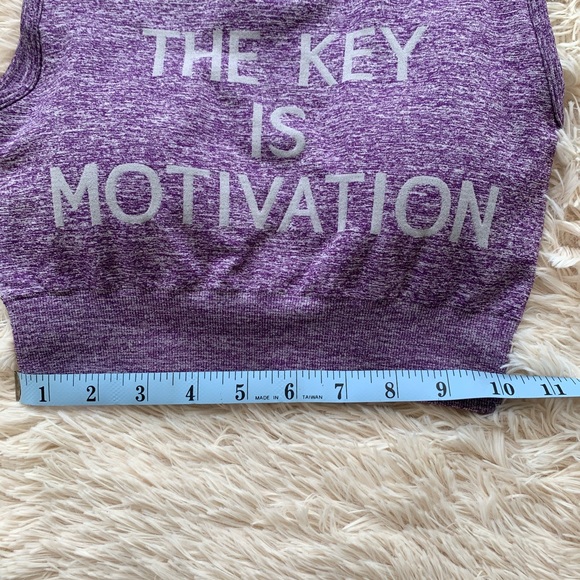 THE KEY
IS
MOTIVATION
1 2 3 4 5 MADE IN 6 TAIWAN 7 8 9 10 11